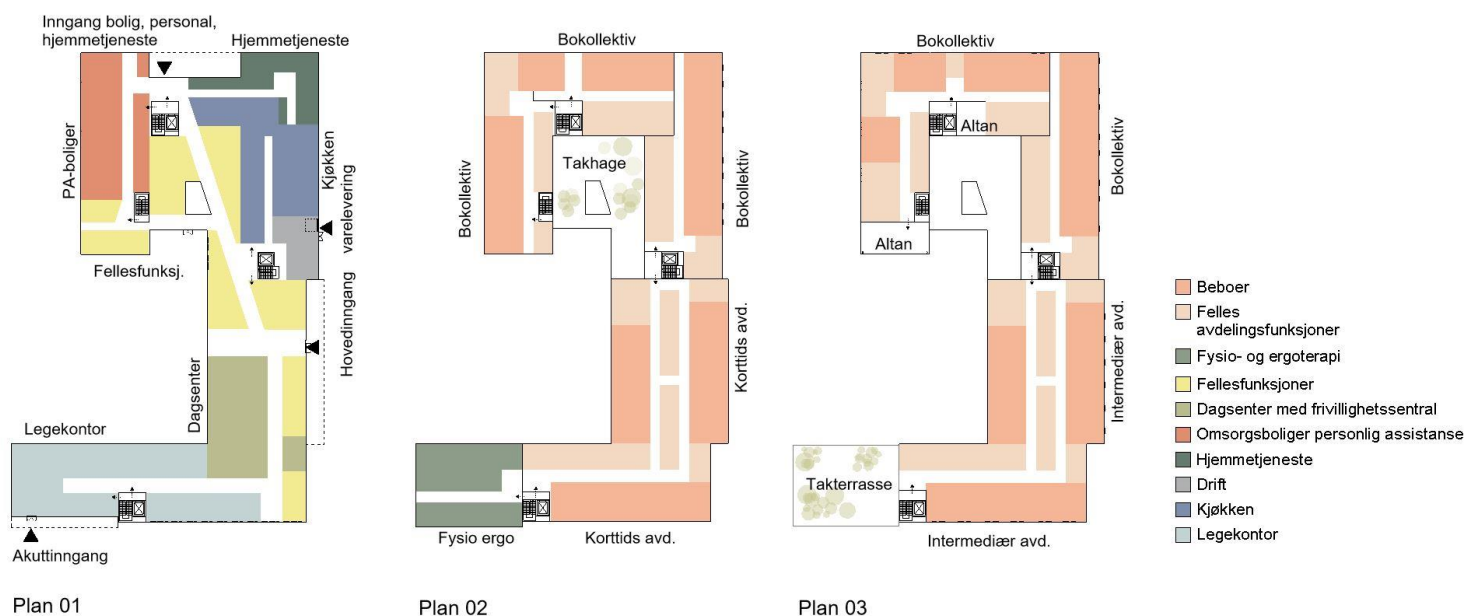 Inngang bolig, personal,
hjemmetjeneste
Hjemmetjeneste
PA-boliger
Kjøkken
varelevering
Fellesfunksj.
Hovedinngang
Dagsenter
Legekontor
Akuttinngang
Plan 01
Bokollektiv
Takhage
Bokollektiv
Bokollektiv
Korttids avd.
Fysio ergo
Korttids avd.
Plan 02
Bokollektiv
Altan
Bokollektiv
Altan
Intermediær avd.
Takterrasse
Intermediær avd.
Plan 03
Beboer
Felles
avdelingsfunksjoner
Fysio- og ergoterapi
Fellesfunksjoner
Dagsenter med frivillighetssentral
Omsorgsboliger personlig assistanse
Hjemmetjeneste
Drift
Kjøkken
Legekontor